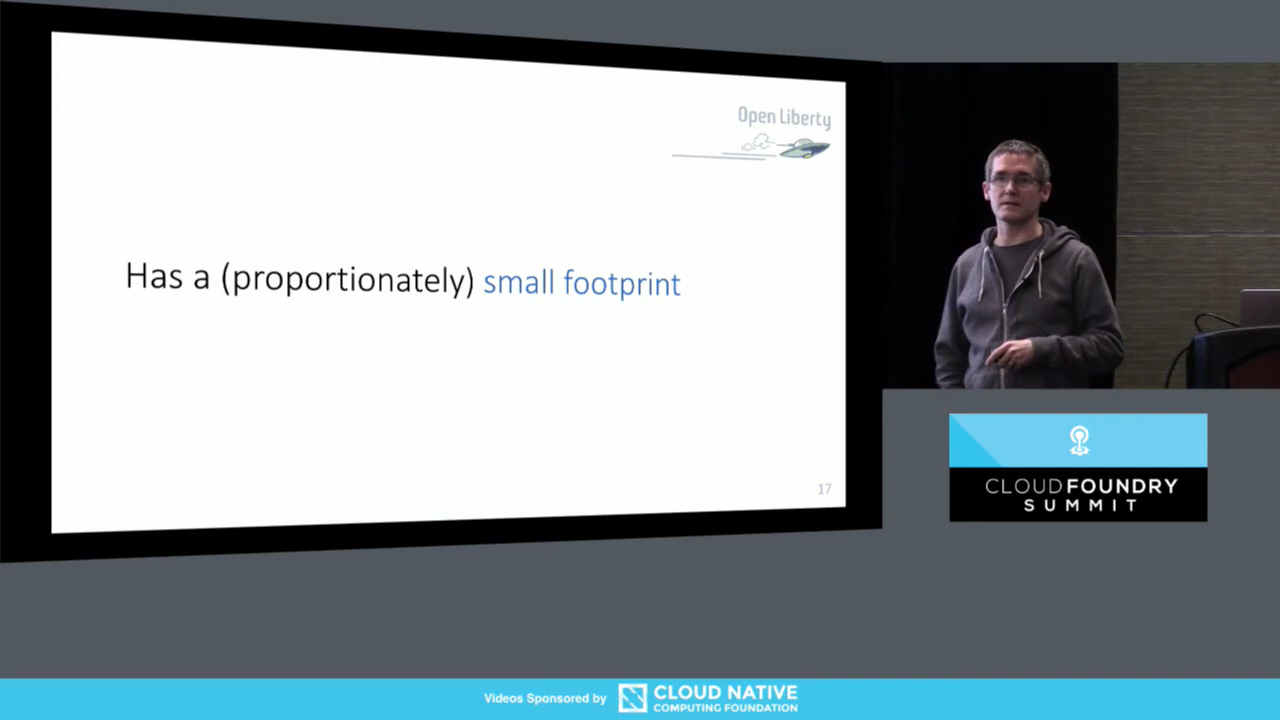 Open Liberty
Has a (proportionately) small footprint
17
CLOUD FOUNDRY
SUMMIT
Videos Sponsored by
CLOUD NATIVE
COMPUTING FOUNDATION